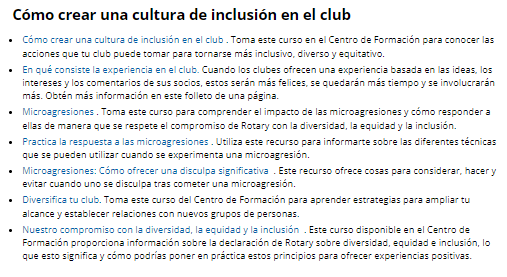 Cómo crear una cultura de inclusión en el club
• Cómo crear una cultura de inclusión en el club . Toma este curso en el Centro de Formación para conocer las
acciones que tu club puede tomar para tornarse más inclusivo, diverso y equitativo.
• En qué consiste la experiencia en el club. Cuando los clubes ofrecen una experiencia basada en las ideas, los
intereses y los comentarios de sus socios, estos serán más felices, se quedarán más tiempo y se involucrarán
más. Obtén más información en este folleto de una página.
• Microagresiones . Toma este curso para comprender el impacto de las microagresiones y cómo responder a
ellas de manera que se respete el compromiso de Rotary con la diversidad, la equidad y la inclusión.
• Practica la respuesta a las microagresiones . Utiliza este recurso para informarte sobre las diferentes técnicas
que se pueden utilizar cuando se experimenta una microagresión.
• Microagresiones: Cómo ofrecer una disculpa significativa . Este recurso ofrece cosas para considerar, hacer y
evitar cuando uno se disculpa tras cometer una microagresión.
• Diversifica tu club. Toma este curso del Centro de Formación para aprender estrategias para ampliar tu
alcance y establecer relaciones con nuevos grupos de personas.
• Nuestro compromiso con la diversidad, la equidad y la inclusión . Este curso disponible en el Centro de
Formación proporciona información sobre la declaración de Rotary sobre diversidad, equidad e inclusión, lo
que esto significa y cómo podrías poner en práctica estos principios para ofrecer experiencias positivas.